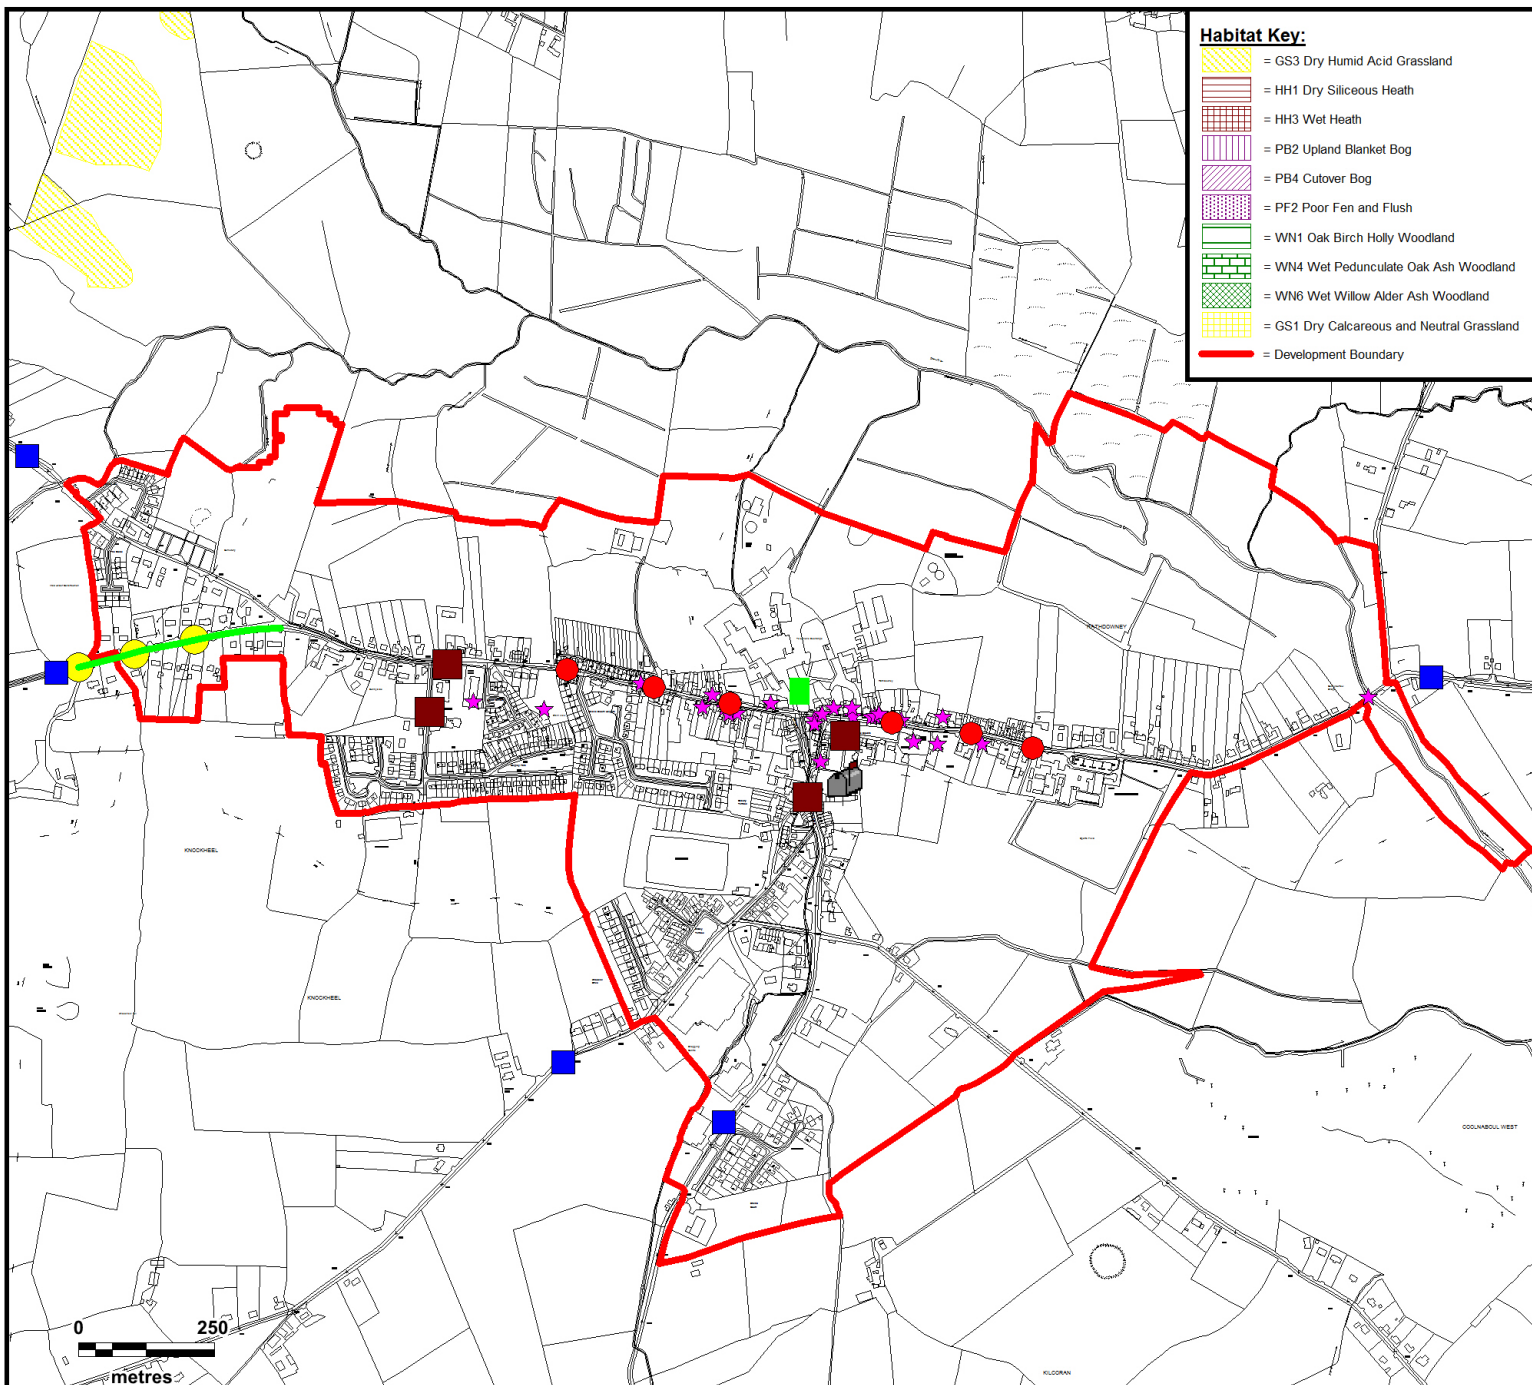 Habitat Key:
= GS3 Dry Humid Acid Grassland
= HH1 Dry Siliceous Heath
= HH3 Wet Heath
= PB2 Upland Blanket Bog
= PB4 Cutover Bog
= PF2 Poor Fen and Flush
= WN1 Oak Birch Holly Woodland
= WN4 Wet Pedunculate Oak Ash Woodland
= WN6 Wet Willow Alder Ash Woodland
= GS1 Dry Calcareous and Neutral Grassland
= Development Boundary
RATHDOWNEY
KNOCKHEEL
KNOCKHEEL
COOLNABOUL WEST
KILCORAN
0 250
metres